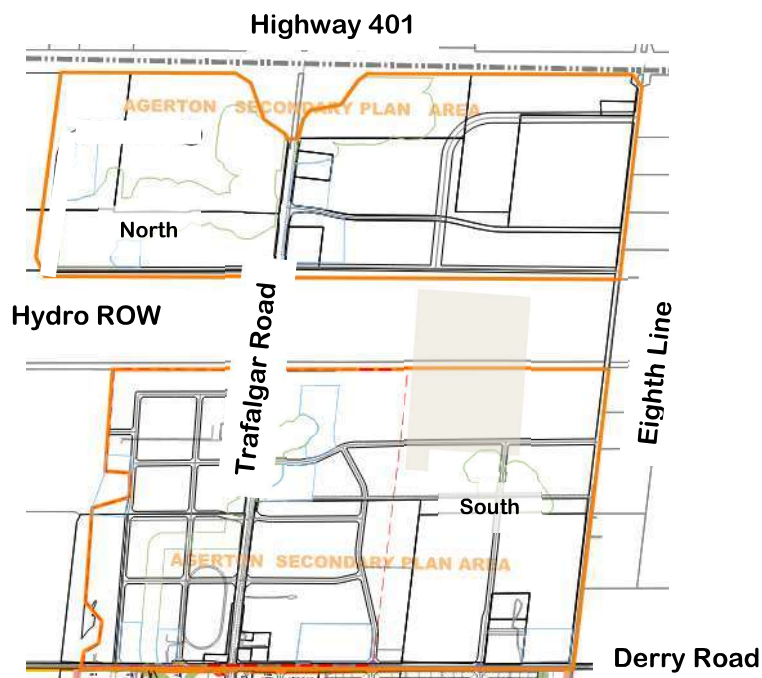 Highway 401
AGERTON SECONDARY PLAN AREA
North
Hydro ROW
Trafalgar Road
Eighth Line
South
AGERTON SECONDARY PLAN AREA
Derry Road